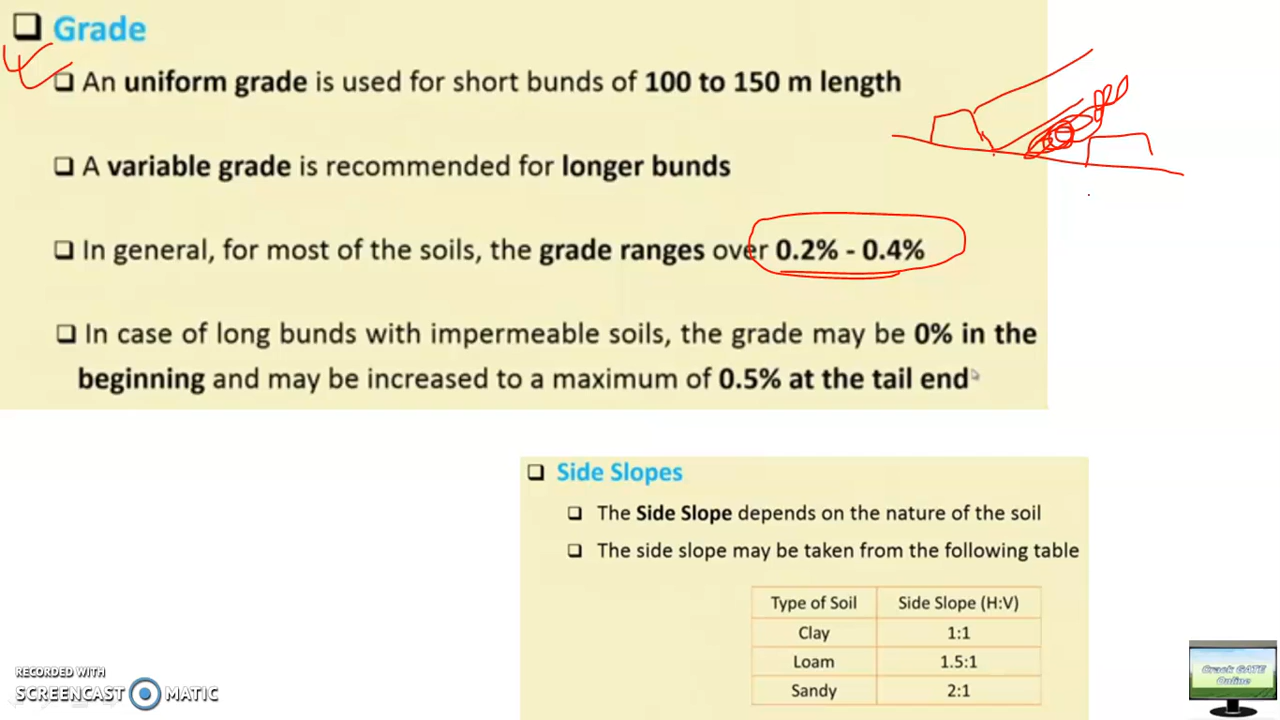 Grade
An uniform grade is used for short bunds of 100 to 150 m length
A variable grade is recommended for longer bunds
In general, for most of the soils, the grade ranges over 0.2% - 0.4%
In case of long bunds with impermeable soils, the grade may be 0% in the
beginning and may be increased to a maximum of 0.5% at the tail end
Side Slopes
The Side Slope depends on the nature of the soil
The side slope may be taken from the following table
Type of Soil Side Slope (H:V)
Clay 1:1
Loam 1.5:1
Sandy 2:1
RECORDED WITH
SCREENCAST MATIC
Crack GATE
Online